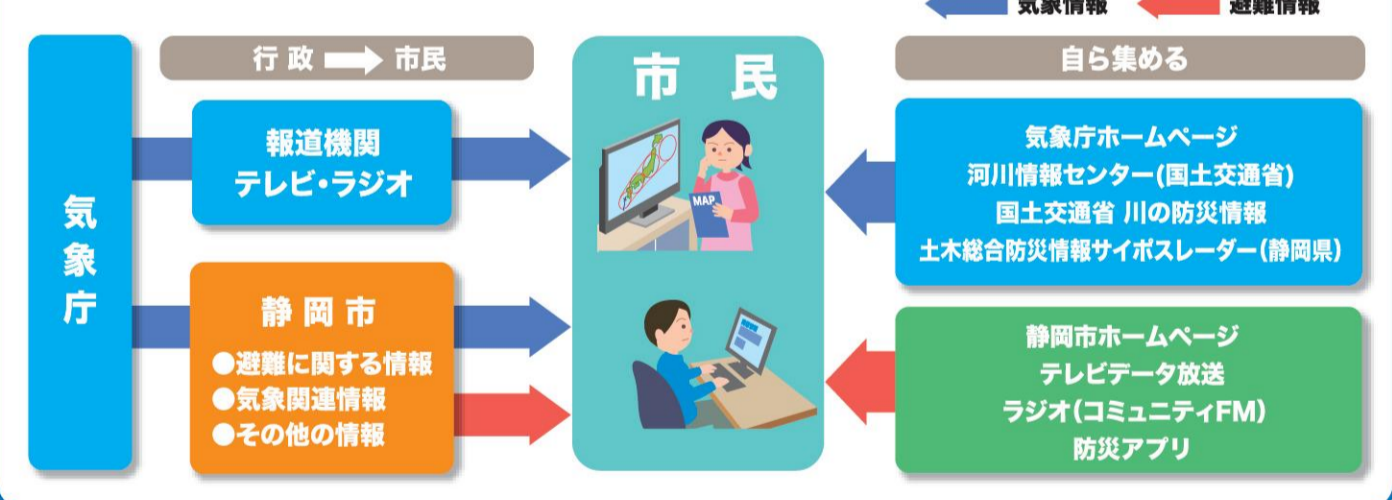 気象情報 避難情報
行政 市民
自ら集める
気象庁
報道機関
テレビ・ラジオ
静岡市
●避難に関する情報
●気象関連情報
●その他の情報
市民
MAP
気象庁ホームページ
河川情報センター(国土交通省)
国土交通省 川の防災情報
土木総合防災情報サイポスレーダー(静岡県)
静岡市ホームページ
テレビデータ放送
ラジオ(コミュニティFM)
防災アプリ